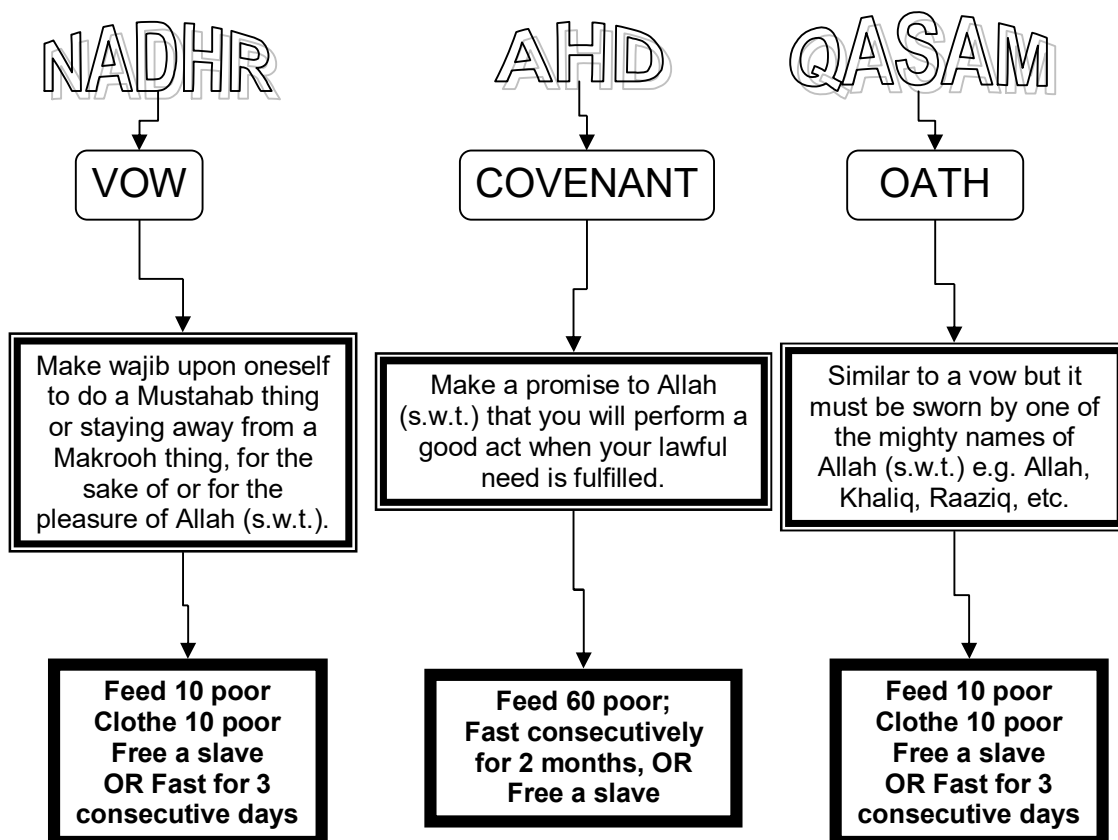 NADHR
VOW
Make wajib upon oneself
to do a Mustahab thing
or staying away from a
Makrooh thing, for the
sake of or for the
pleasure of Allah (s.w.t.).
Feed 10 poor
Clothe 10 poor
Free a slave
OR Fast for 3
consecutive days
AHD
COVENANT
Make a promise to Allah
(s.w.t.) that you will perform a
good act when your lawful
need is fulfilled.
Feed 60 poor;
Fast consecutively
for 2 months, OR
Free a slave
QASAM
OATH
Similar to a vow but it
must be sworn by one of
the mighty names of
Allah (s.w.t.) e.g. Allah,
Khaliq, Raaziq, etc.
Feed 10 poor
Clothe 10 poor
Free a slave
OR Fast for 3
consecutive days